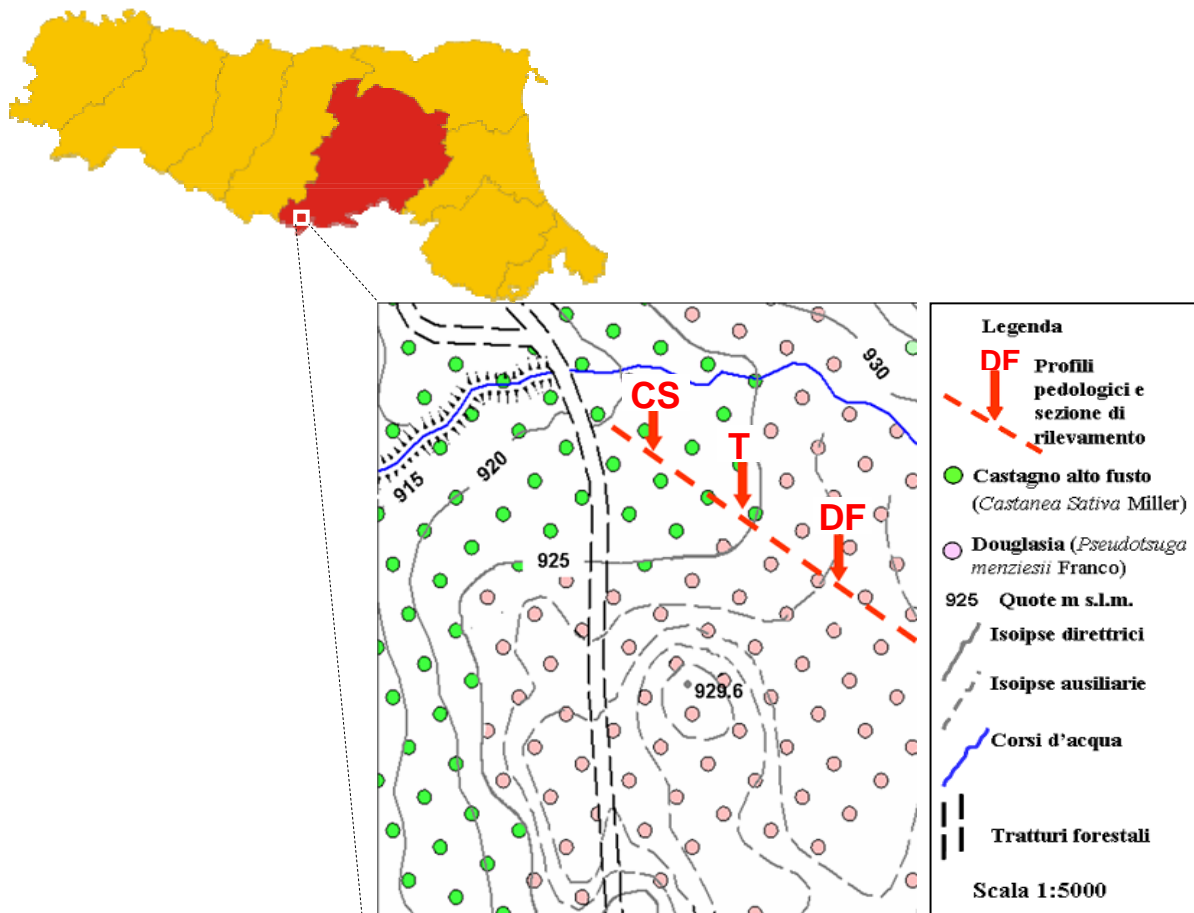 CS
T
DF
930
915
920
925
929.6
Legenda
DF
Profili
pedologici e
sezione di
rilevamento
Castagno alto fusto
(Castanea Sativa Miller)
Douglasia (Pseudotsuga
menziesii Franco)
925 Quote m s.l.m.
Isoipse direttrici
Isoipse ausiliarie
Corsi d'acqua
Tratturi forestali
Scala 1:5000